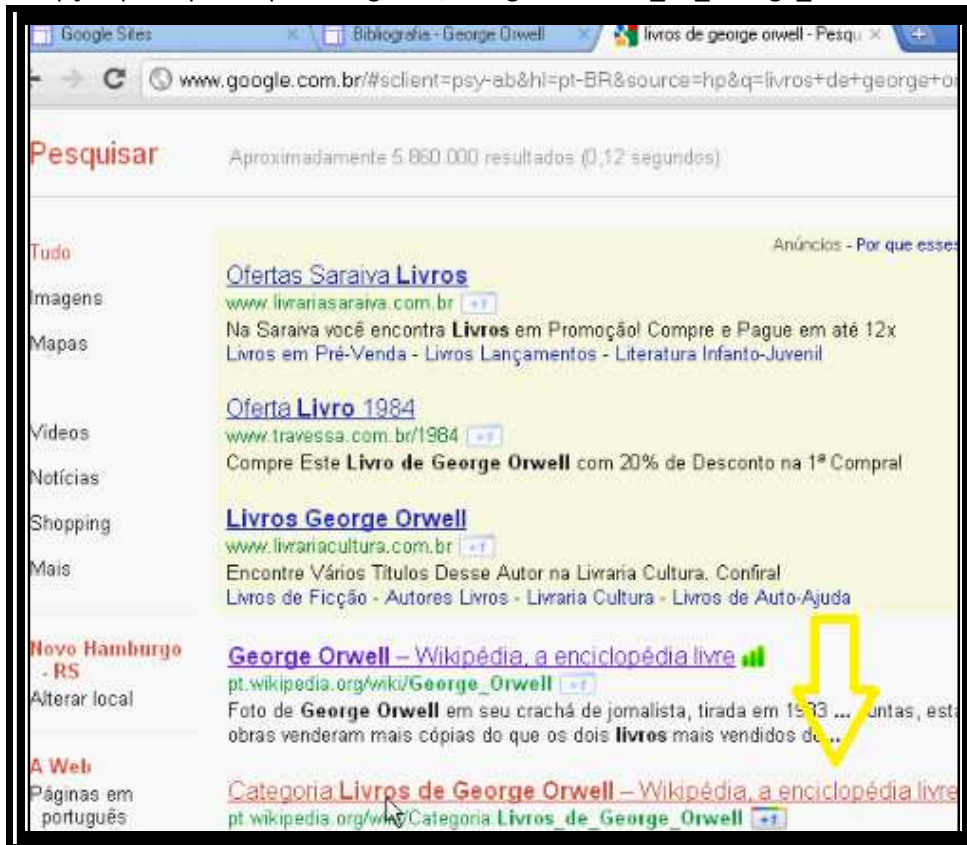 Google Sites
Bibliografia - George Orwell
livros de george orwell - Pesqu
www.google.com.br/#sclient=psy-ab&hl=pt-BR&source=hp&q=livros+de+george+or
Pesquisar
Aproximadamente 5.860.000 resultados (0,12 segundos)
Tudo
Imagens
Mapas
Vídeos
Notícias
Shopping
Mais
Novo Hamburgo
- RS
Alterar local
A Web
Páginas em
português
Anúncios - Por que esses
Ofertas Saraiva Livros
www.livrariasaraiva.com.br +1
Na Saraiva você encontra Livros em Promoção! Compre e Pague em até 12x
Livros em Pré-Venda - Livros Lançamentos - Literatura Infanto-Juvenil
Oferta Livro 1984
www.travessa.com.br/1984 +1
Compre Este Livro de George Orwell com 20% de Desconto na 1ª Compra!
Livros George Orwell
www.livrariacultura.com.br +1
Encontre Vários Títulos Desse Autor na Livraria Cultura. Confira!
Livros de Ficção - Autores Livros - Livraria Cultura - Livros de Auto-Ajuda
George Orwell – Wikipédia, a enciclopédia livre
pt.wikipedia.org/wiki/George_Orwell +1
Foto de George Orwell em seu crachá de jornalista, tirada em ... 
obras venderam mais cópias do que os dois livros mais vendidos ...
Categoria:Livros de George Orwell – Wikipédia, a enciclopédia livre
pt.wikipedia.org/wiki/Categoria:Livros_de_George_Orwell +1